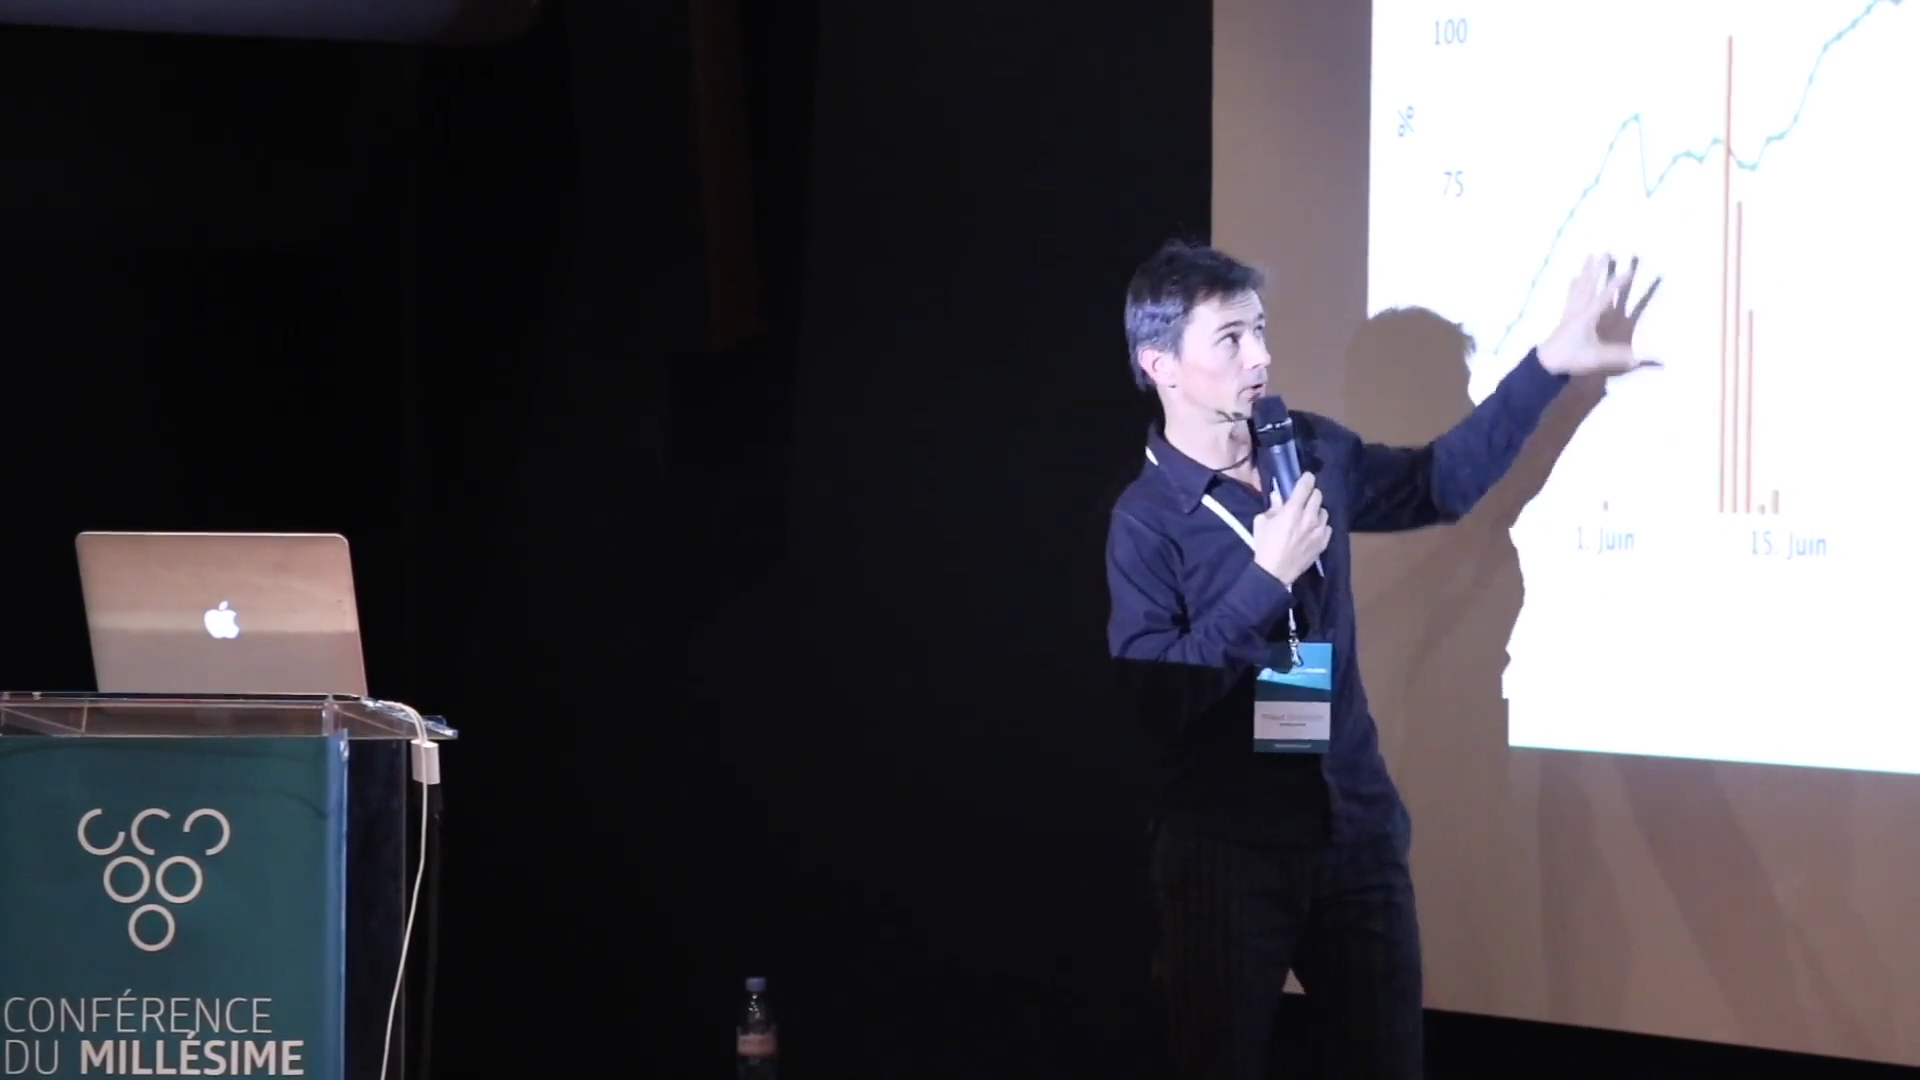 100
%
75
1. Juin
15. Juin
CONFÉRENCE
DU MILLÉSIME